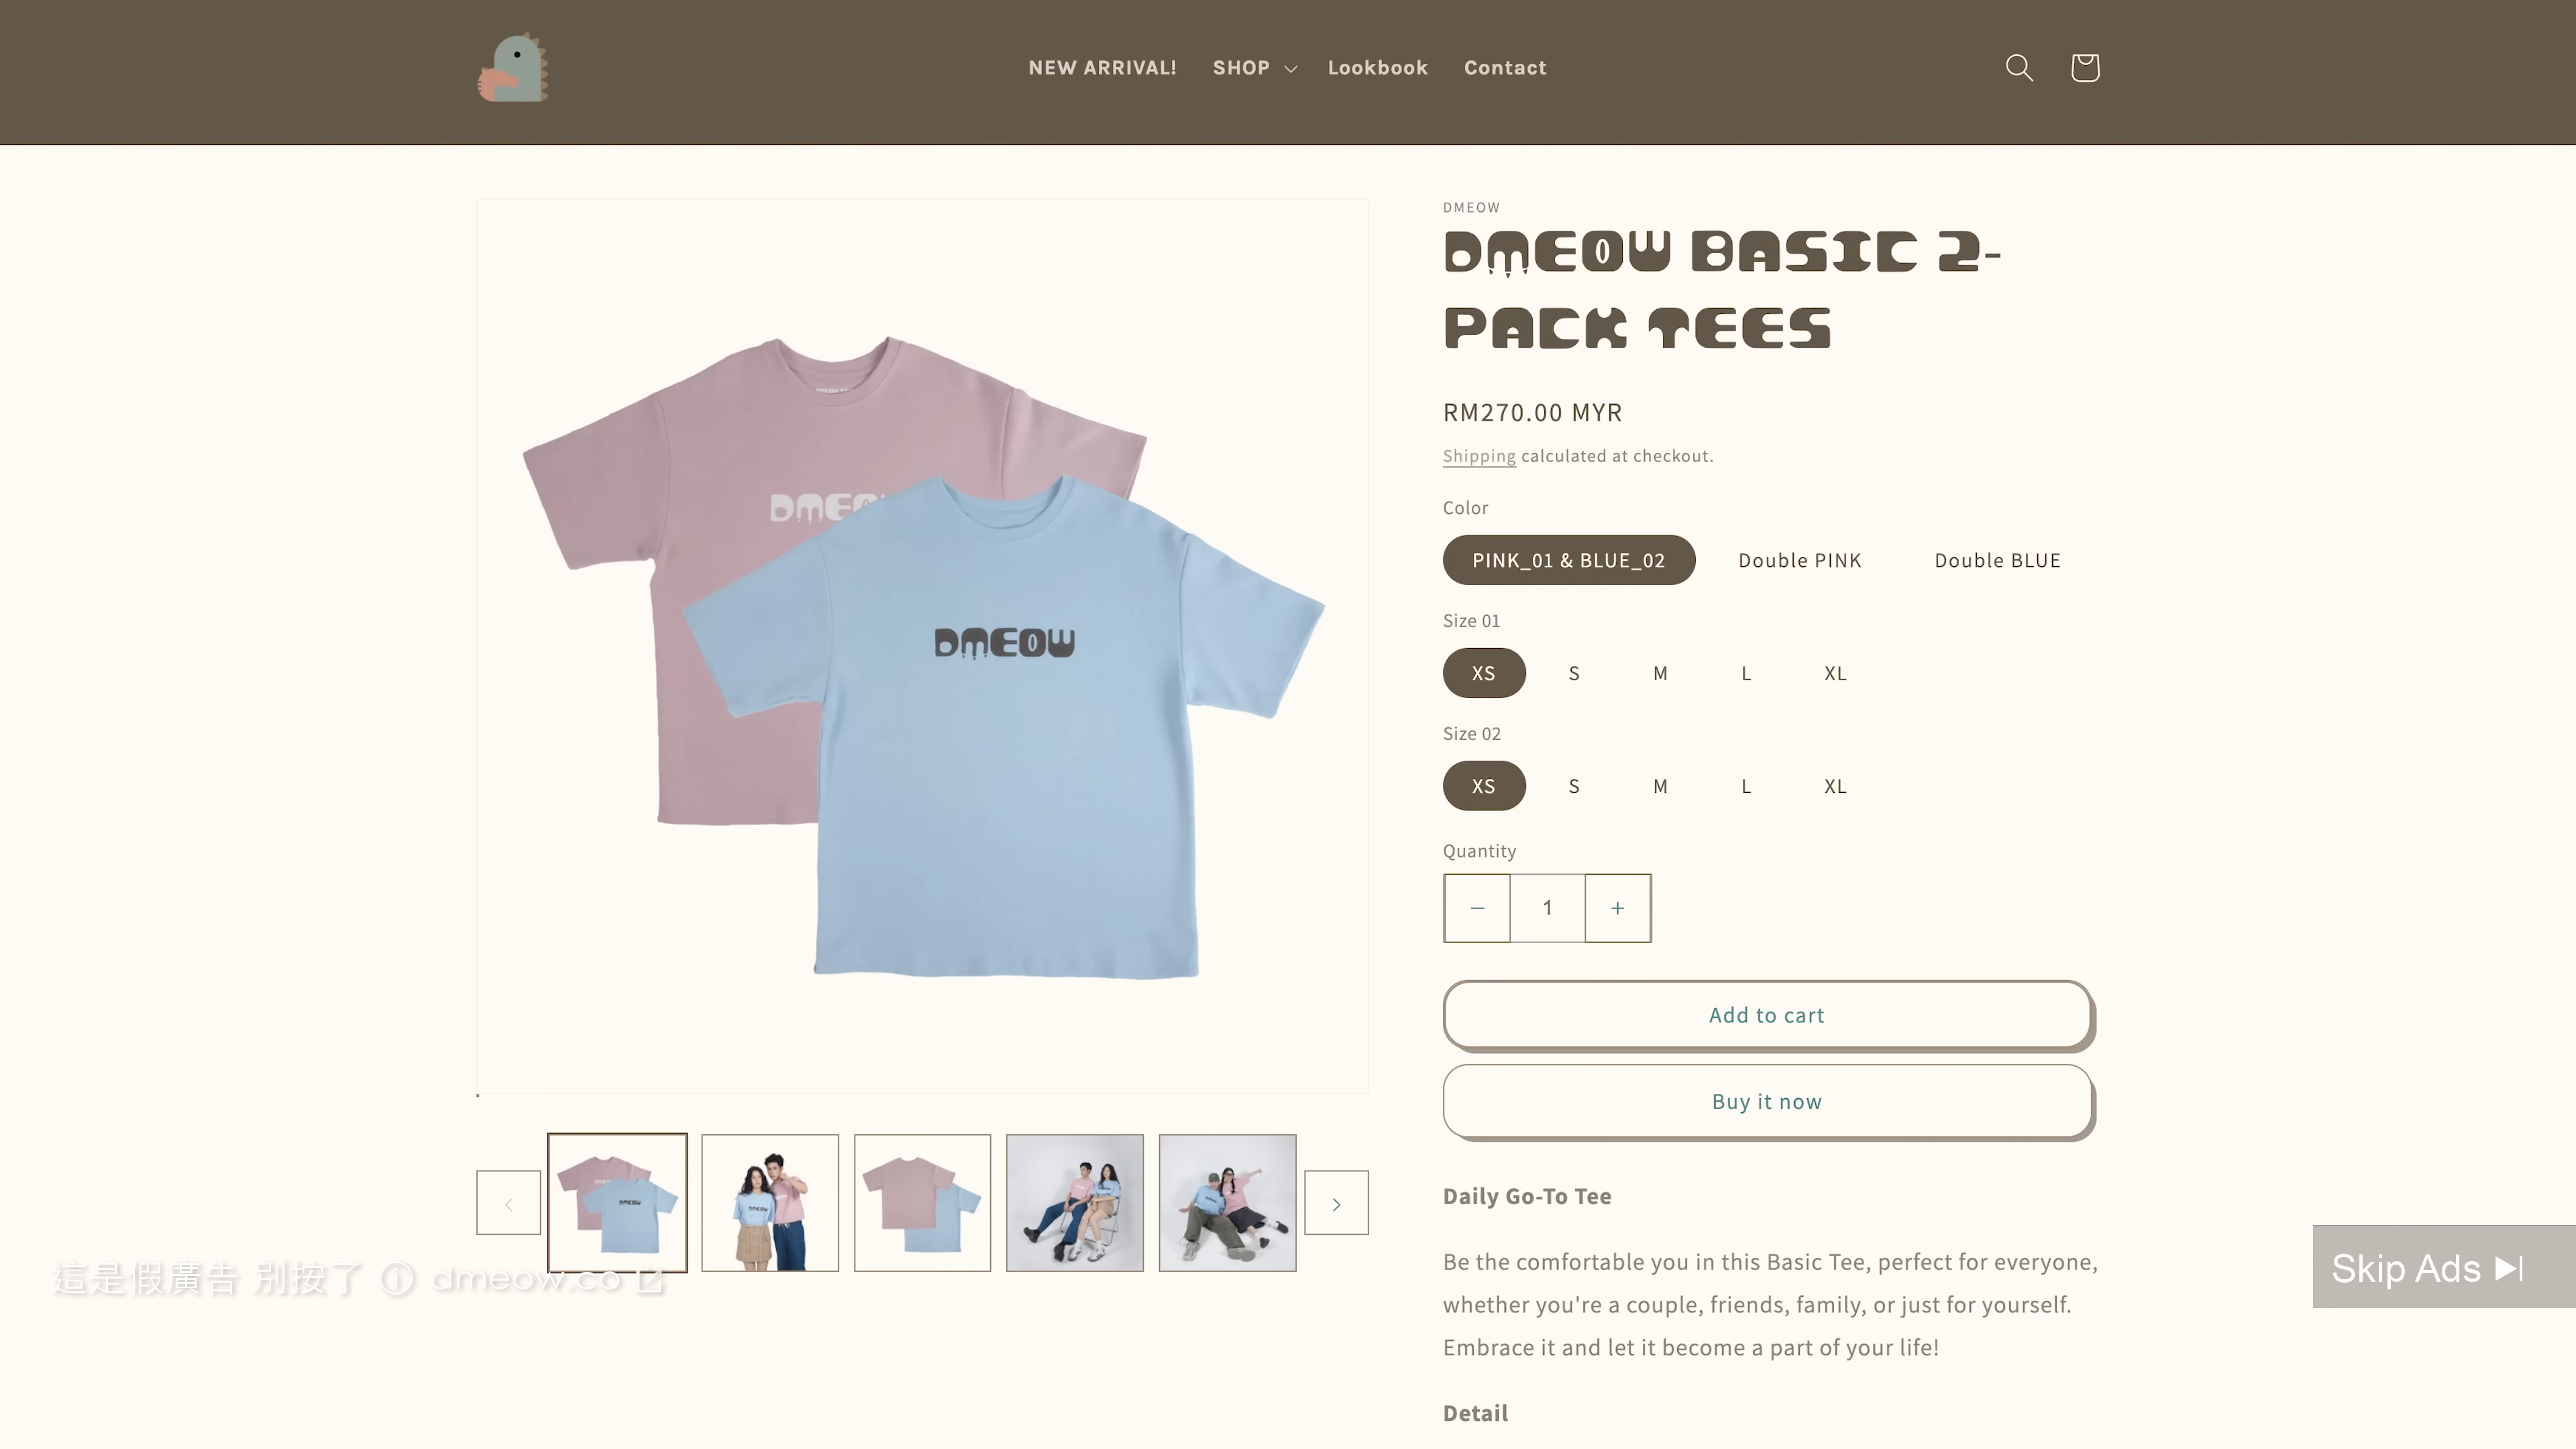 NEW ARRIVAL! SHOP Lookbook Contact
DMEOW
DMEOW BASIC 2-
PACK TEES
RM270.00 MYR
Shipping calculated at checkout.
Color
PINK_01 & BLUE_02 Double PINK Double BLUE
Size 01
XS S M L XL
Size 02
XS S M L XL
Quantity
− 1 +
Add to cart
Buy it now
DMEOW
DMEOW
DMEOW
Daily Go-To Tee
Be the comfortable you in this Basic Tee, perfect for everyone,
whether you're a couple, friends, family, or just for yourself.
Embrace it and let it become a part of your life!
Detail
這是假廣告 別按了 ⓘ dmeow.co
Skip Ads